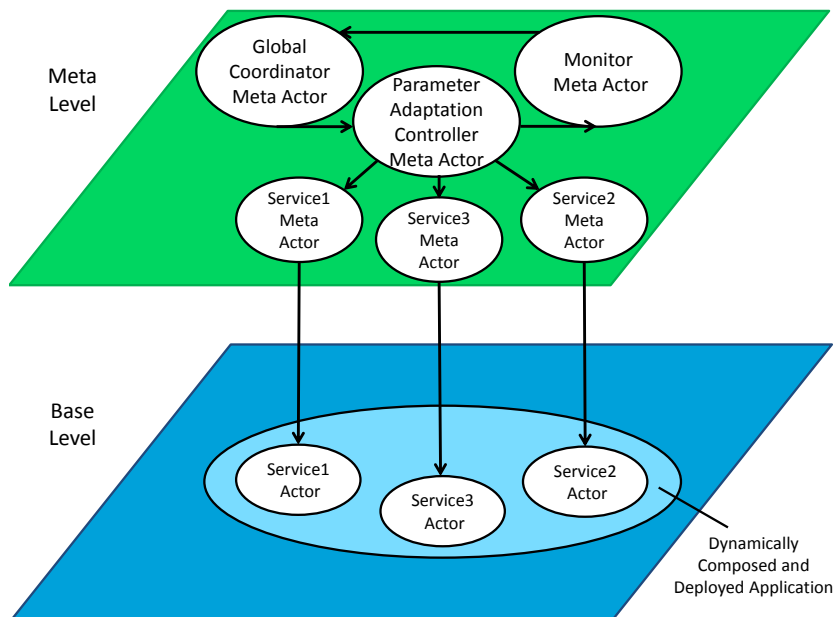 Meta
Level
Global
Coordinator
Meta Actor
Monitor
Meta Actor
Parameter
Adaptation
Controller
Meta Actor
Service1
Meta
Actor
Service3
Meta
Actor
Service2
Meta
Actor
Base
Level
Service1
Actor
Service3
Actor
Service2
Actor
Dynamically
Composed and
Deployed Application